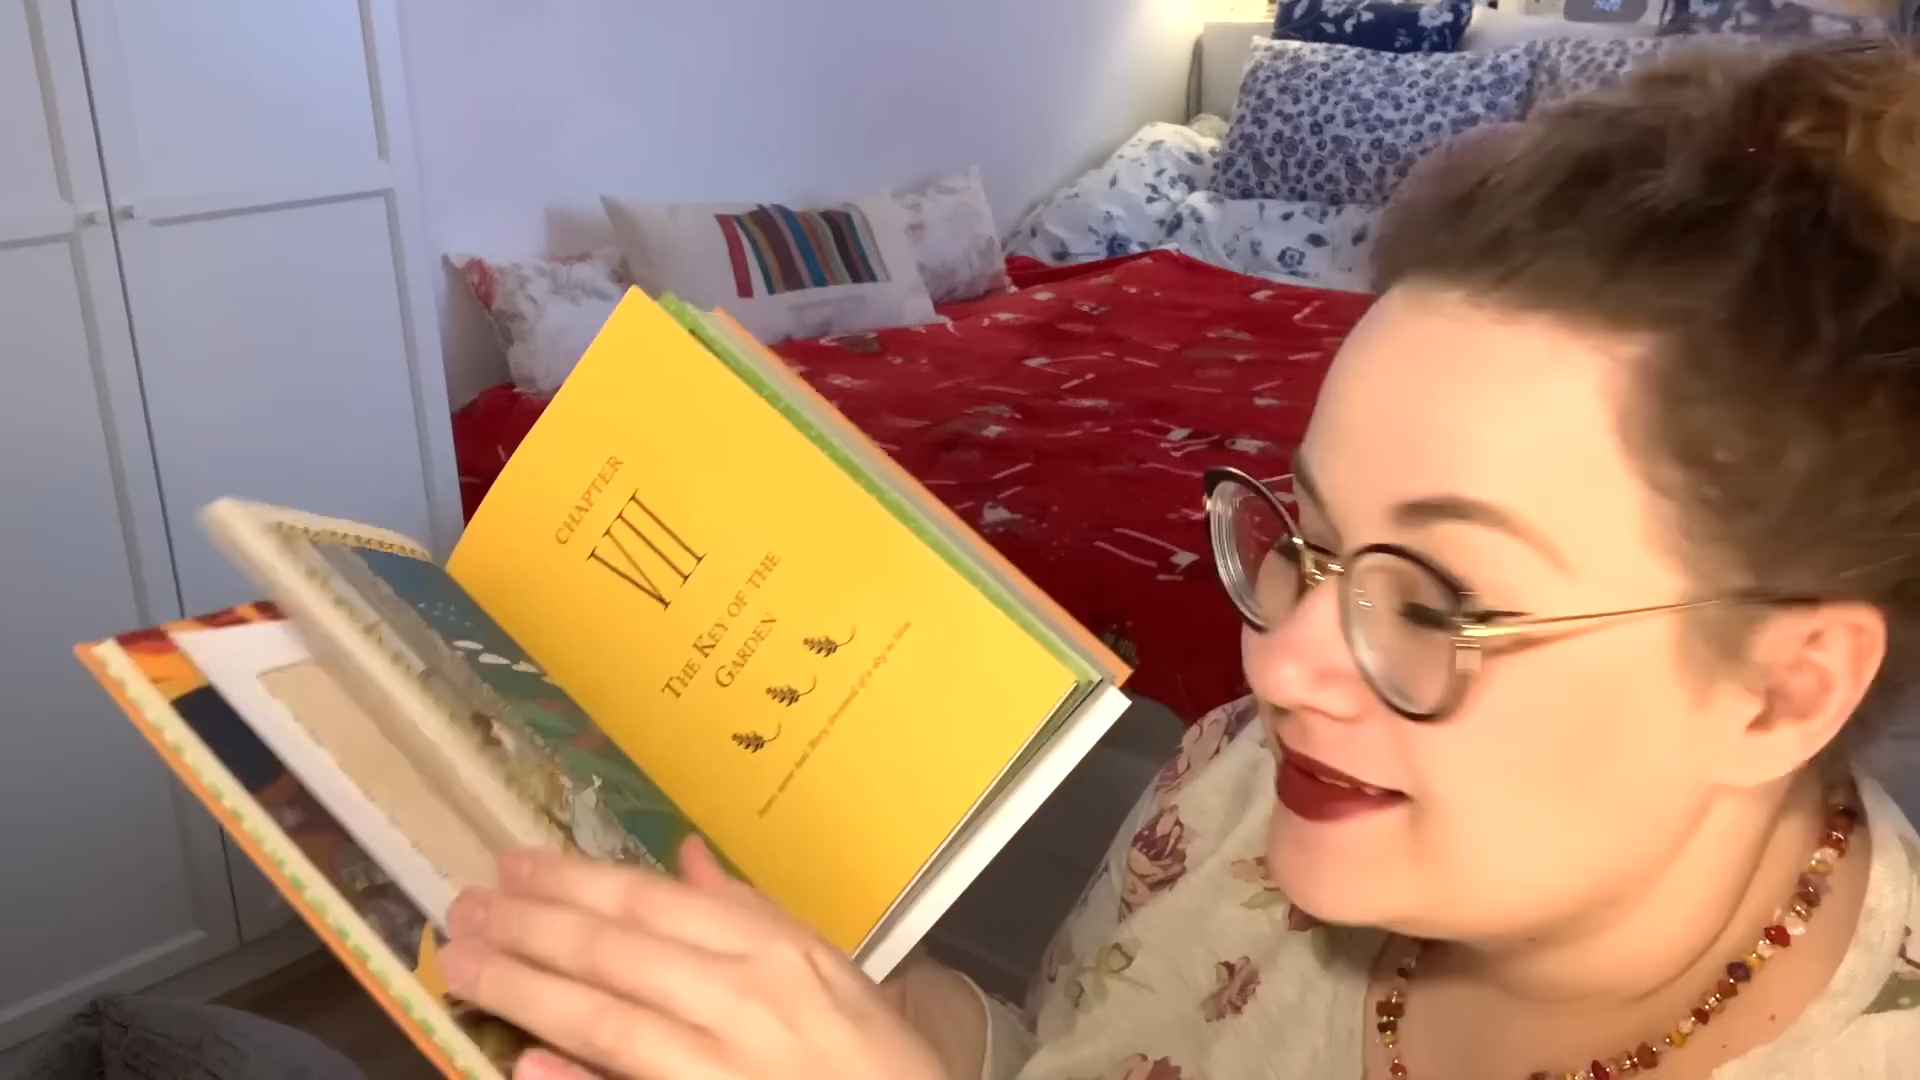 CHAPTER
VII
THE KEY OF THE
GARDEN